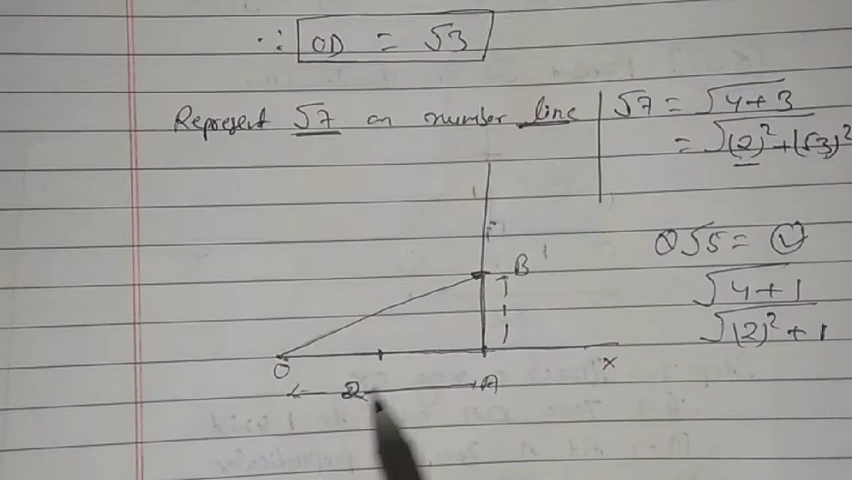 ∴ OD = √3
Represent √7 on number line
√7 = √4+3
= √(2)²+(√3)²
√5 =
√4+1
√(2)²+1
B
1
O
A
X
2